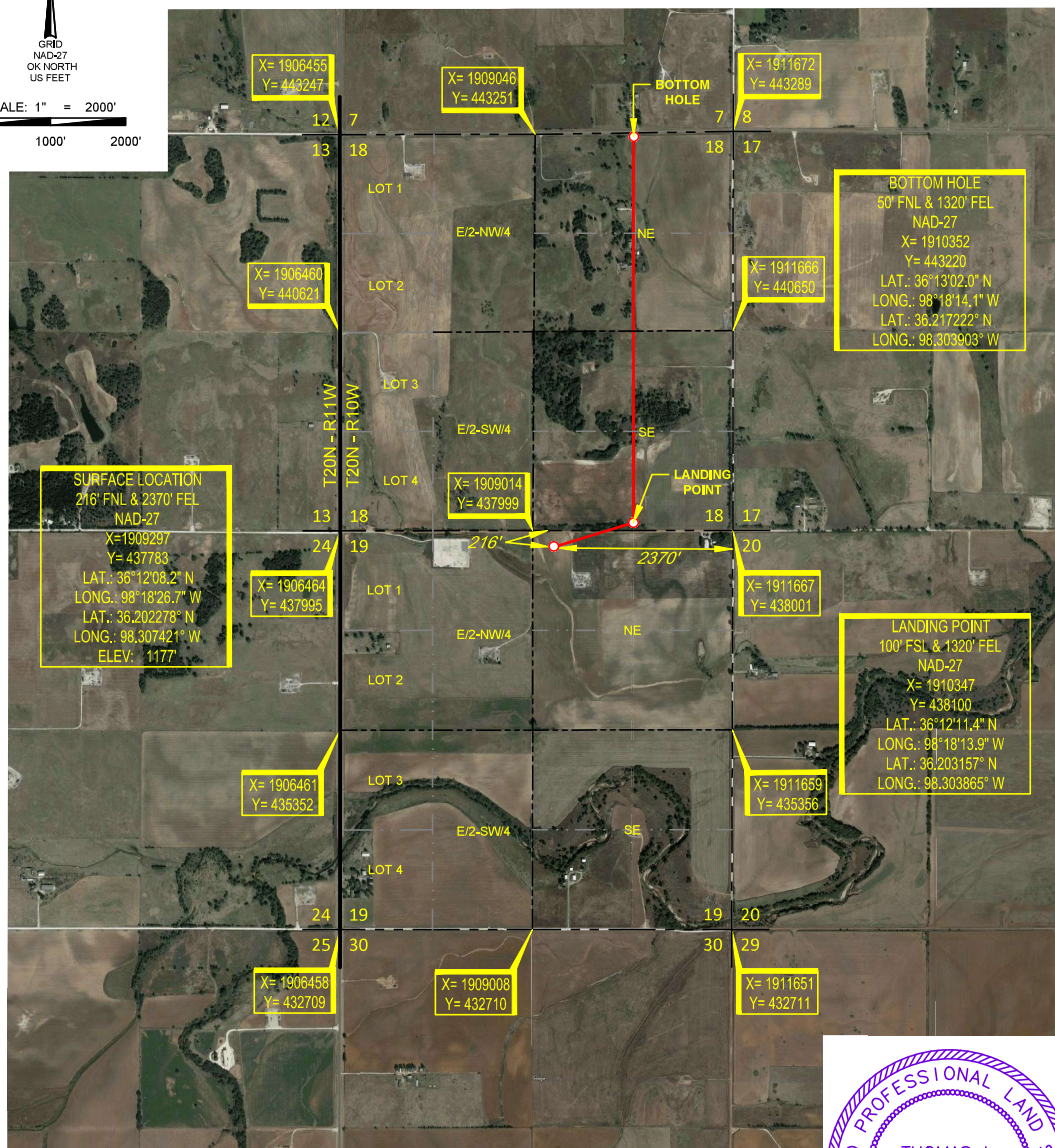 GRID
NAD-27
OK NORTH
US FEET
ALE: 1" = 2000'
1000' 2000'
X= 1906455
Y= 443247
X= 1909046
Y= 443251
BOTTOM
HOLE
X= 1911672
Y= 443289
12 7
7 8
13 18
18 17
LOT 1
E/2-NW/4
NE
BOTTOM HOLE
50' FNL & 1320' FEL
NAD-27
X= 1910352
Y= 443220
LAT.: 36°13'02.0" N
LONG.: 98°18'14.1" W
LAT.: 36.217222° N
LONG.: 98.303903° W
X= 1906460
Y= 440621
LOT 2
X= 1911666
Y= 440650
LOT 3
T20N - R11W
T20N - R10W
E/2-SW/4
SE
LOT 4
X= 1909014
Y= 437999
LANDING
POINT
SURFACE LOCATION
216' FNL & 2370' FEL
NAD-27
X=1909297
Y= 437783
LAT.: 36°12'08.2" N
LONG.: 98°18'26.7" W
LAT.: 36.202278° N
LONG.: 98.307421° W
ELEV: 1177'
13 18
18 17
24 19
20
216'
2370'
X= 1906464
Y= 437995
LOT 1
X= 1911667
Y= 438001
E/2-NW/4
NE
LOT 2
LANDING POINT
100' FSL & 1320' FEL
NAD-27
X= 1910347
Y= 438100
LAT.: 36°12'11.4" N
LONG.: 98°18'13.9" W
LAT.: 36.203157° N
LONG.: 98.303865° W
X= 1906461
Y= 435352
LOT 3
X= 1911659
Y= 435356
E/2-SW/4
SE
LOT 4
24 19
19 20
25 30
30 29
X= 1906458
Y= 432709
X= 1909008
Y= 432710
X= 1911651
Y= 432711
PROFESSIONAL LAND